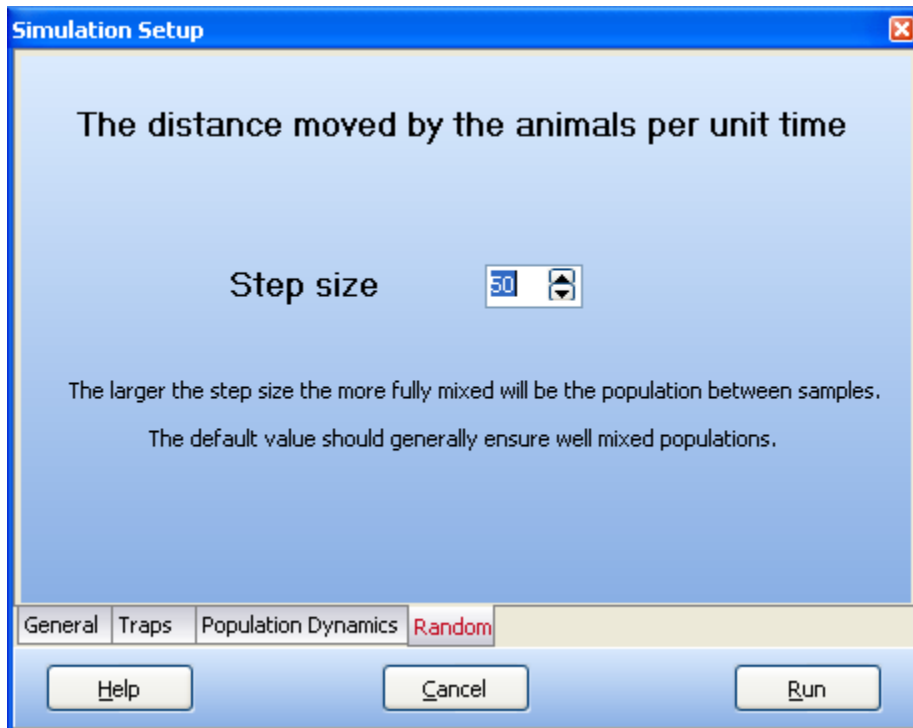 Simulation Setup
The distance moved by the animals per unit time
Step size 50
The larger the step size the more fully mixed will be the population between samples.
The default value should generally ensure well mixed populations.
General Traps Population Dynamics Random
Help Cancel Run